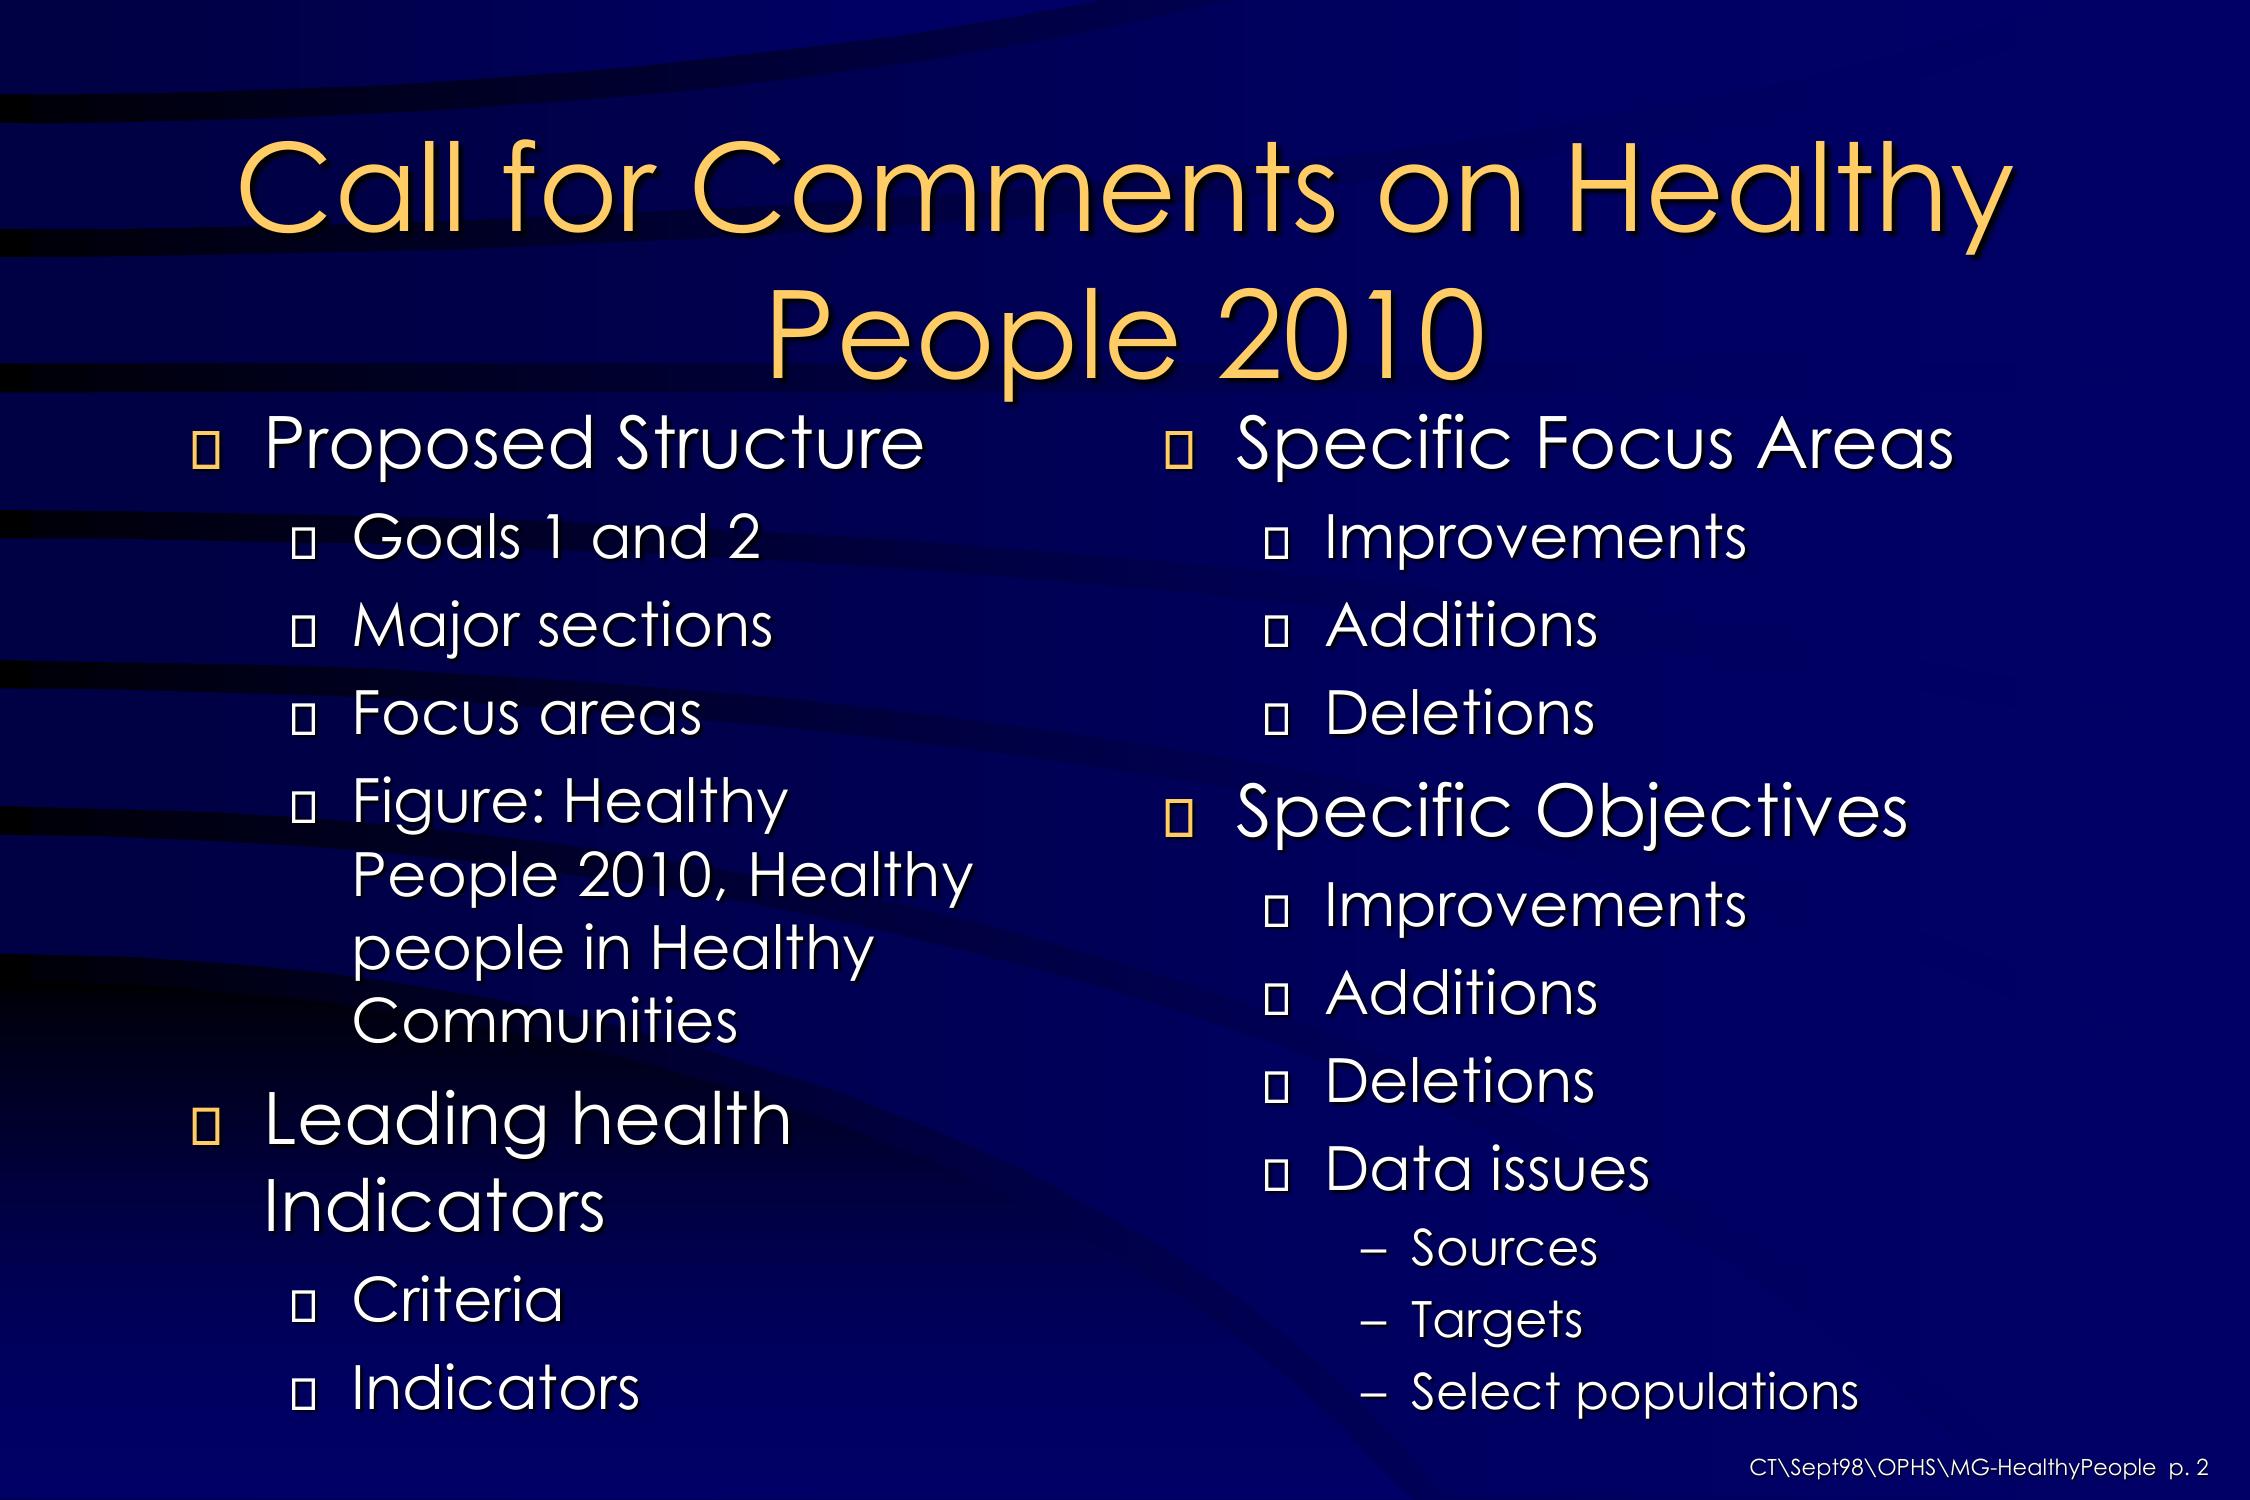 Call for Comments on Healthy
People 2010
Proposed Structure
Goals 1 and 2
Major sections
Focus areas
Figure: Healthy
People 2010, Healthy
people in Healthy
Communities
Leading health
Indicators
Criteria
Indicators
Specific Focus Areas
Improvements
Additions
Deletions
Specific Objectives
Improvements
Additions
Deletions
Data issues
– Sources
– Targets
– Select populations
CT\Sept98\OPHS\MG-HealthyPeople p. 2